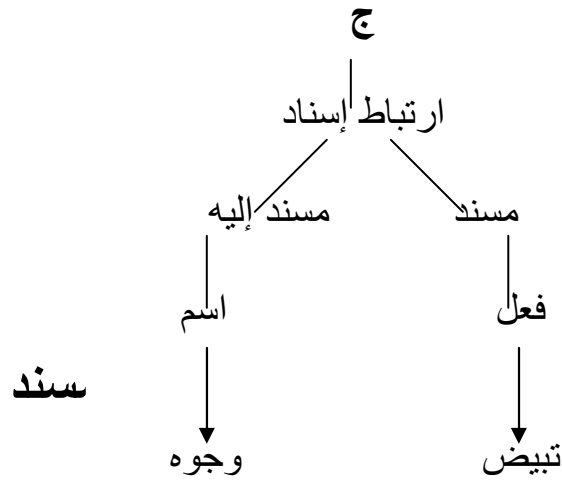 ج
ارتباط إسناد
مسند مسند إليه
فعل اسم
سند
تبيض وجوه